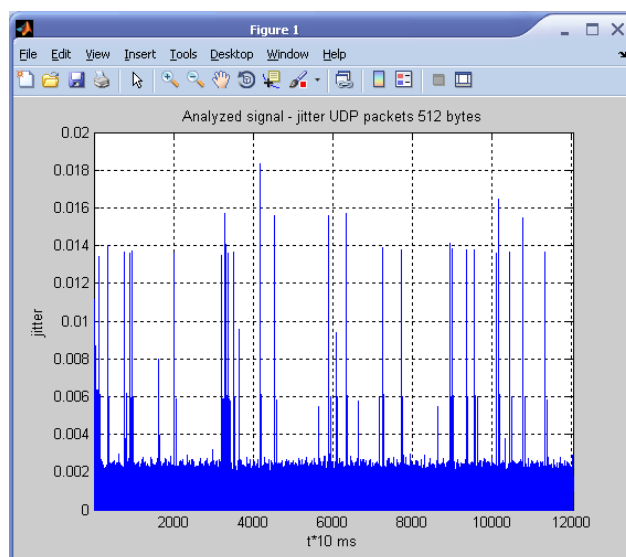 Figure 1
File Edit View Insert Tools Desktop Window Help
Analyzed signal - jitter UDP packets 512 bytes
0.02
0.018
0.016
0.014
0.012
0.01
0.008
0.006
0.004
0.002
0
jitter
2000 4000 6000 8000 10000 12000
t*10 ms